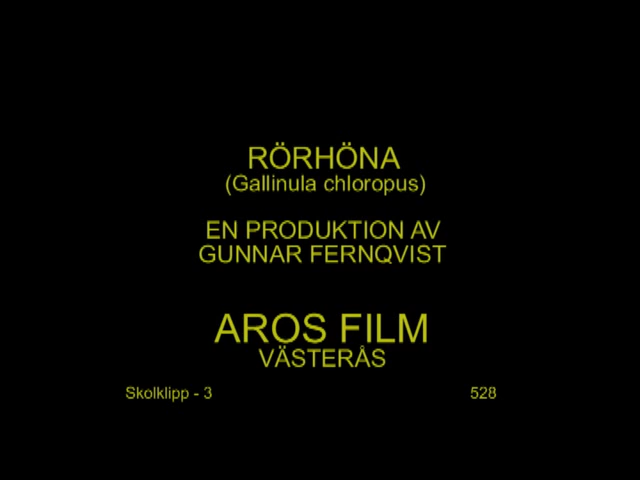 RÖRHÖNA
(Gallinula chloropus)
EN PRODUKTION AV
GUNNAR FERNQVIST
AROS FILM
VÄSTERÅS
Skolklipp - 3
528